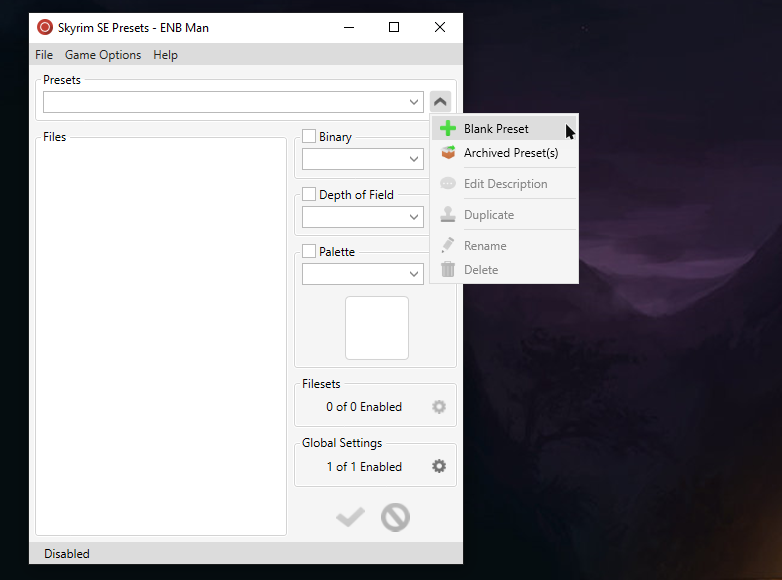 Skyrim SE Presets - ENB Man
File Game Options Help
Presets
Blank Preset
Archived Preset(s)
Edit Description
Duplicate
Rename
Delete
Files
Binary
Depth of Field
Palette
Filesets
0 of 0 Enabled
Global Settings
1 of 1 Enabled
Disabled